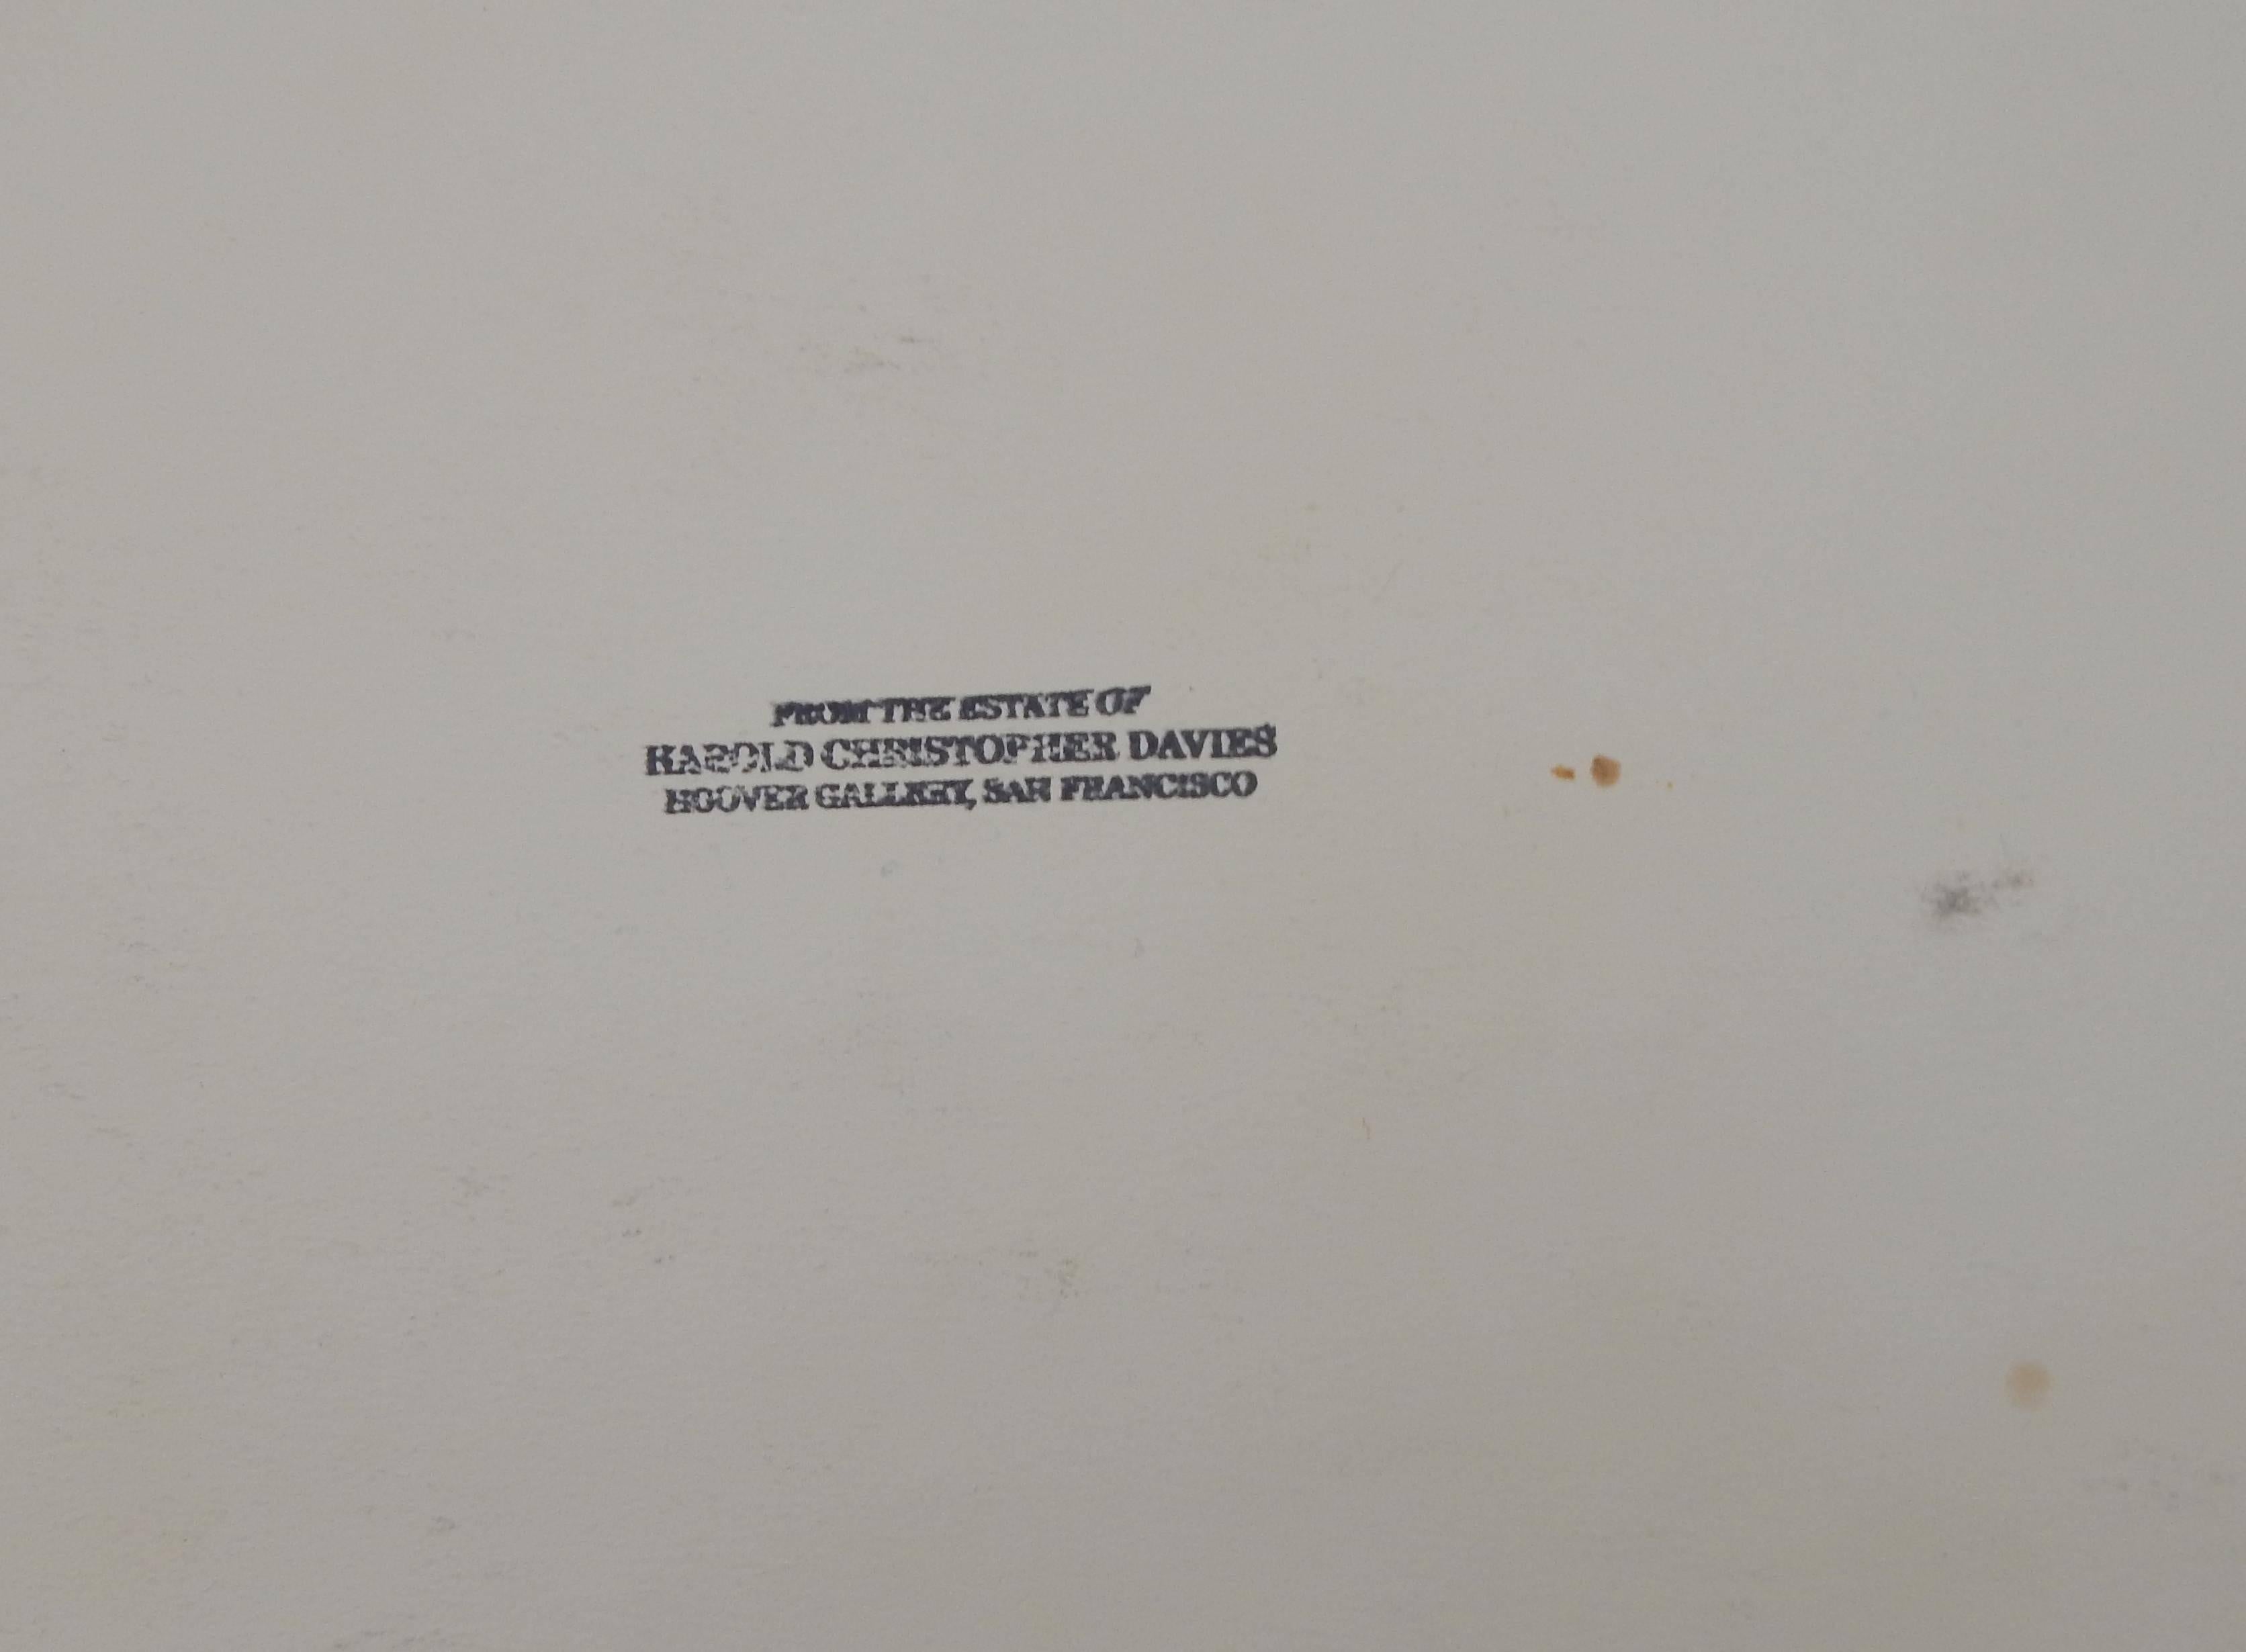 FROM THE ESTATE OF
HAROLD CHRISTOPHER DAVIES
HOOVER GALLERY, SAN FRANCISCO